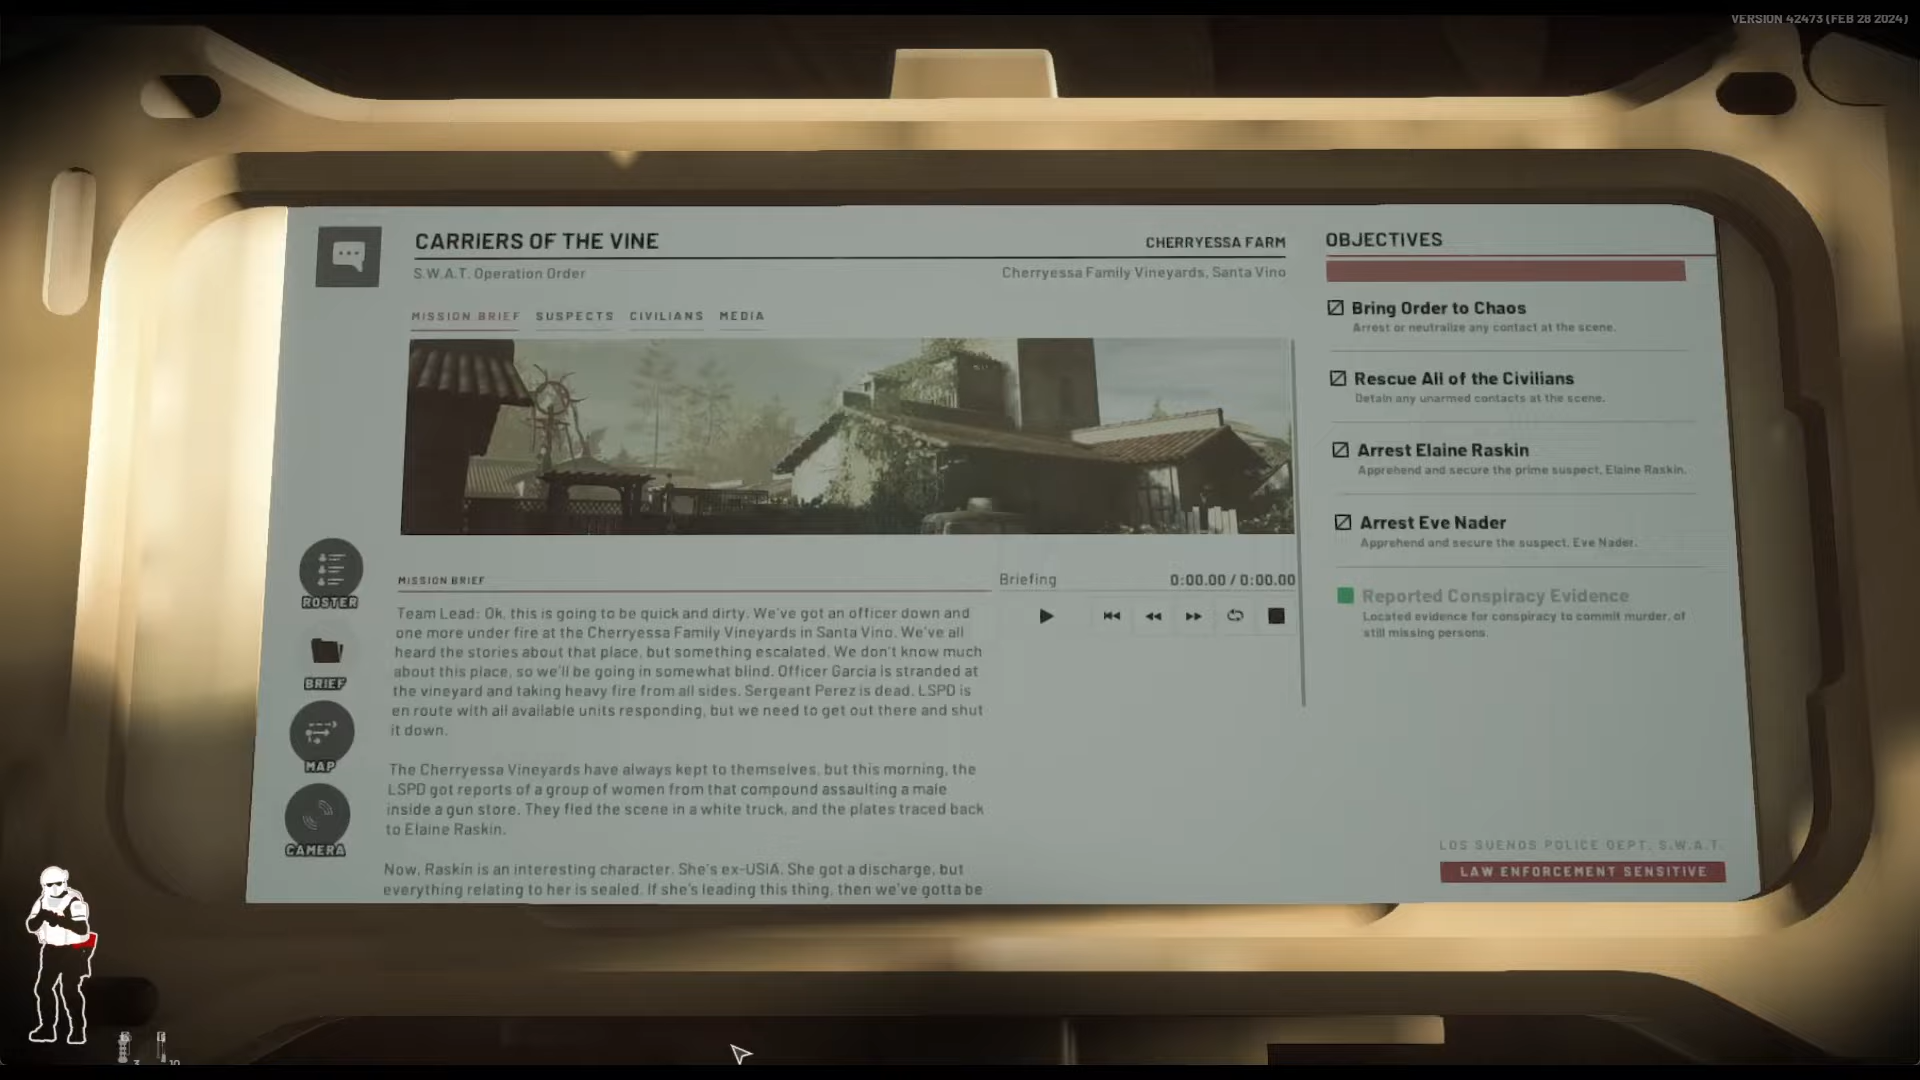 VERSION 42473 (FEB 28 2024)
CARRIERS OF THE VINE
CHERRYESSA FARM
S.W.A.T. Operation Order
Cherryessa Family Vineyards, Santa Vino
MISSION BRIEF
SUSPECTS
CIVILIANS
MEDIA
MISSION BRIEF
Team Lead: Ok, this is going to be quick and dirty. We've got an officer down and
one more under fire at the Cherryessa Family Vineyards in Santa Vino. We've all
heard the stories about that place, but something escalated. We don't know much
about this place, so we'll be going in somewhat blind. Officer Garcia is stranded at
the vineyard and taking heavy fire from all sides. Sergeant Perez is dead. LSPD is
en route with all available units responding, but we need to get out there and shut
it down.
The Cherryessa Vineyards have always kept to themselves, but this morning, the
LSPD got reports of a group of women from that compound assaulting a male
inside a gun store. They fled the scene in a white truck, and the plates traced back
to Elaine Raskin.
Now, Raskin is an interesting character. She's ex-USIA. She got a discharge, but
everything relating to her is sealed. If she's leading this thing, then we've gotta be
Briefing
0:00.00 / 0:00.00
OBJECTIVES
Bring Order to Chaos
Arrest or neutralize any contact at the scene.
Rescue All of the Civilians
Detain any unarmed contacts at the scene.
Arrest Elaine Raskin
Apprehend and secure the prime suspect, Elaine Raskin.
Arrest Eve Nader
Apprehend and secure the suspect, Eve Nader.
Reported Conspiracy Evidence
Located evidence for conspiracy to commit murder, of
still missing persons.
LOS SUENOS POLICE DEPT. S.W.A.T.
LAW ENFORCEMENT SENSITIVE
ROSTER
BRIEF
MAP
CAMERA
3
10